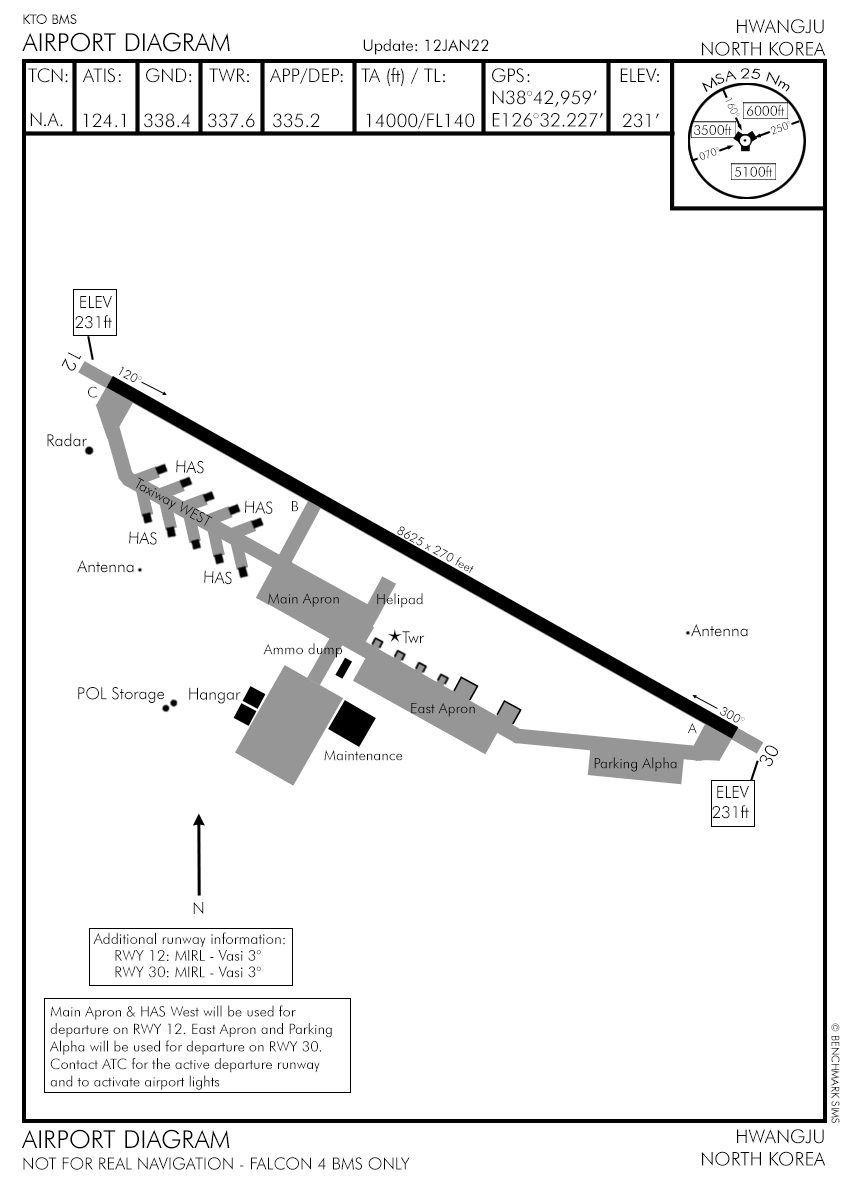 KTO BMS
AIRPORT DIAGRAM
Update: 12JAN22
HWANGJU
NORTH KOREA
TCN: ATIS: GND: TWR: APP/DEP: TA (ft) / TL: GPS: ELEV:
N38°42,959’
N.A. 124.1 338.4 337.6 335.2 14000/FL140 E126°32.227’ 231’
MSA 25 Nm
160°
6000ft
3500ft
250°
070°
5100ft
ELEV
231ft
12
120°
C
Radar
HAS
Taxiway WEST
HAS
B
HAS
8625 x 270 feet
Antenna
HAS
Main Apron
Helipad
Twr
Antenna
Ammo dump
POL Storage
Hangar
East Apron
300°
A
Maintenance
Parking Alpha
30
ELEV
231ft
N
Additional runway information:
RWY 12: MIRL - Vasi 3°
RWY 30: MIRL - Vasi 3°
Main Apron & HAS West will be used for
departure on RWY 12. East Apron and Parking
Alpha will be used for departure on RWY 30.
Contact ATC for the active departure runway
and to activate airport lights
© BENCHMARK SIMS
AIRPORT DIAGRAM
NOT FOR REAL NAVIGATION - FALCON 4 BMS ONLY
HWANGJU
NORTH KOREA